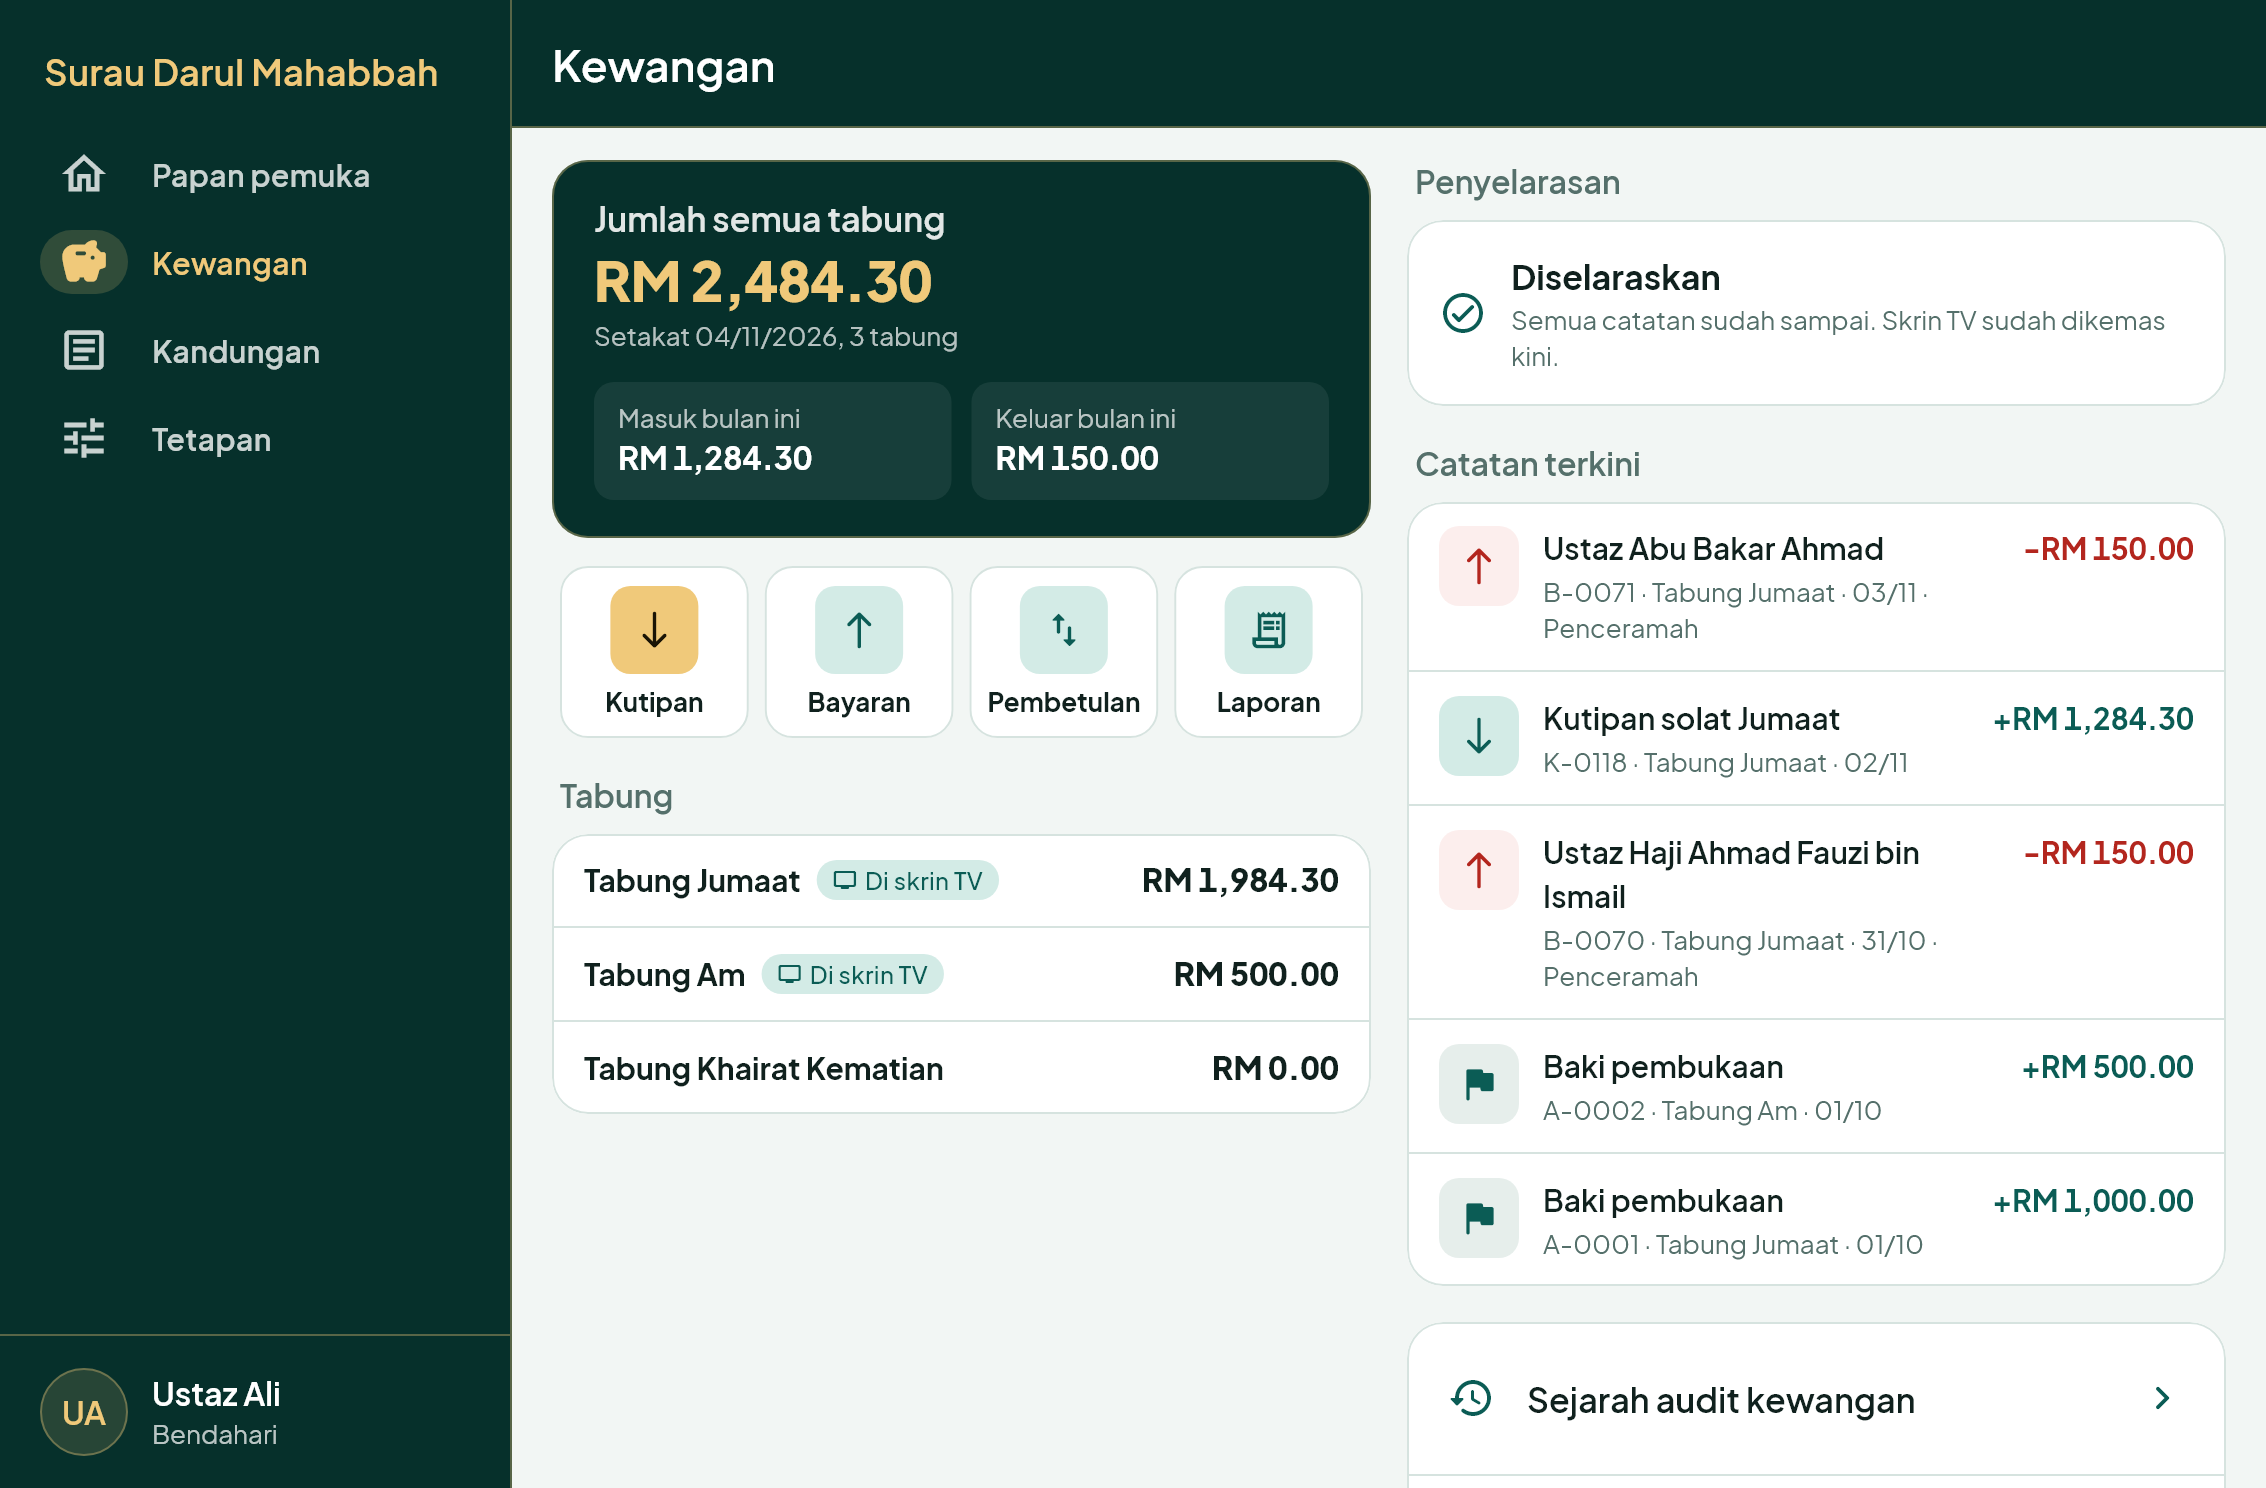 Surau Darul Mahabbah
Papan pemuka
Kewangan
Kandungan
Tetapan
UA
Ustaz Ali
Bendahari
Kewangan
Jumlah semua tabung
RM 2,484.30
Setakat 04/11/2026, 3 tabung
Masuk bulan ini
RM 1,284.30
Keluar bulan ini
RM 150.00
Kutipan
Bayaran
Pembetulan
Laporan
Tabung
Tabung Jumaat Di skrin TV RM 1,984.30
Tabung Am Di skrin TV RM 500.00
Tabung Khairat Kematian RM 0.00
Penyelarasan
Diselaraskan
Semua catatan sudah sampai. Skrin TV sudah dikemas
kini.
Catatan terkini
Ustaz Abu Bakar Ahmad −RM 150.00
B-0071 · Tabung Jumaat · 03/11 ·
Penceramah
Kutipan solat Jumaat +RM 1,284.30
K-0118 · Tabung Jumaat · 02/11
Ustaz Haji Ahmad Fauzi bin −RM 150.00
Ismail
B-0070 · Tabung Jumaat · 31/10 ·
Penceramah
Baki pembukaan +RM 500.00
A-0002 · Tabung Am · 01/10
Baki pembukaan +RM 1,000.00
A-0001 · Tabung Jumaat · 01/10
Sejarah audit kewangan